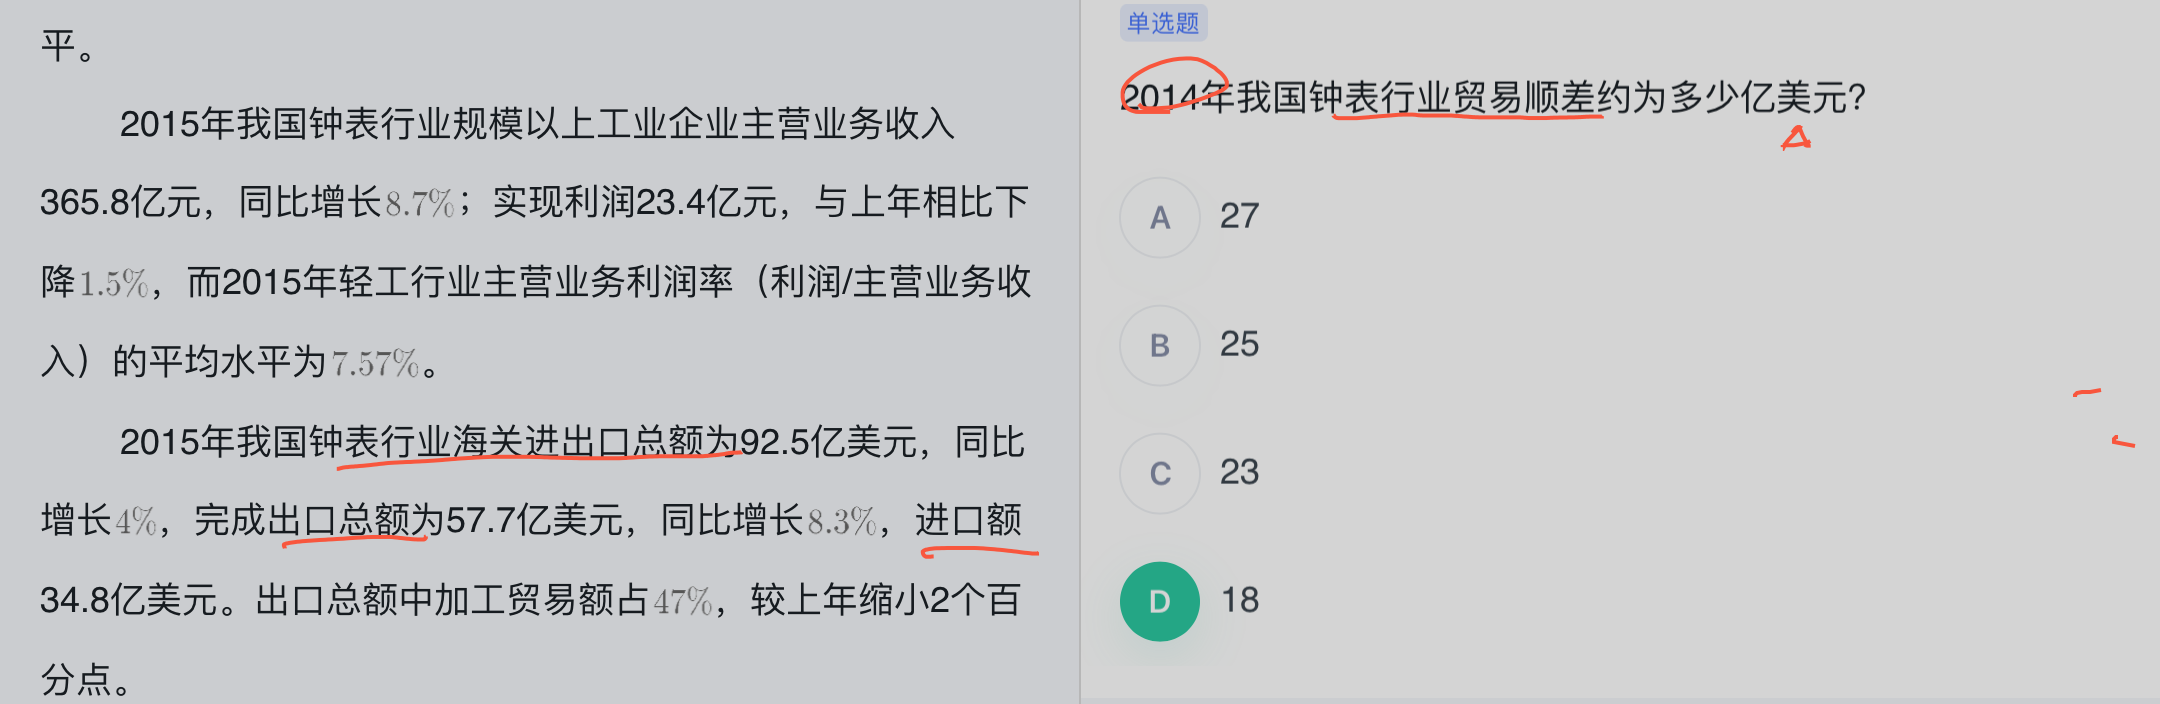 平。
2015年我国钟表行业规模以上工业企业主营业务收入
365.8亿元，同比增长8.7%；实现利润23.4亿元，与上年相比下
降1.5%，而2015年轻工行业主营业务利润率（利润/主营业务收
入）的平均水平为7.57%。
2015年我国钟表行业海关进出口总额为92.5亿美元，同比
增长4%，完成出口总额为57.7亿美元，同比增长8.3%，进口额
34.8亿美元。出口总额中加工贸易额占47%，较上年缩小2个百
分点。
单选题
2014年我国钟表行业贸易顺差约为多少亿美元?
A 27
B 25
C 23
D 18